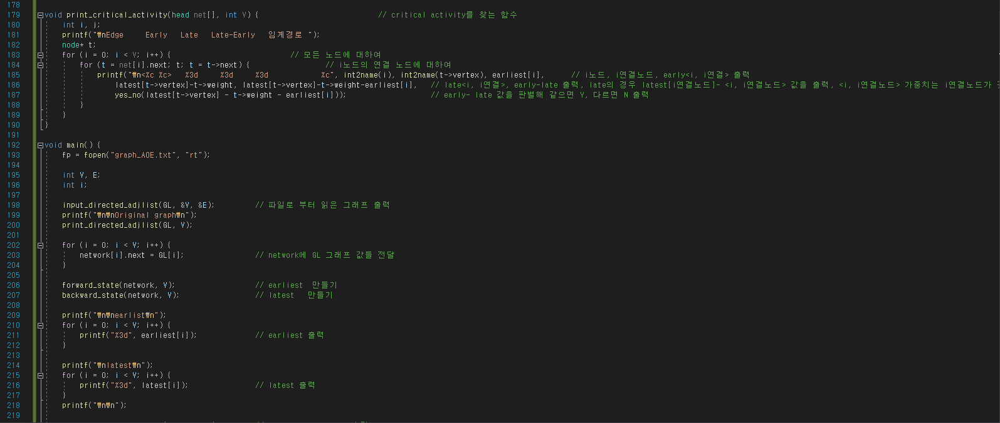 178
179 void print_critical_activity(head net[], int V) { // critical activity를 찾는 함수
180 int i, j;
181 printf("₩nEdge     Early   Late   Late-Early   임계경로 ");
182 node* t;
183 for (i = 0; i < V; i++) { // 모든 노드에 대하여
184 for (t = net[i].next; t; t = t->next) { // i노드의 연결 노드에 대하여
185 printf("₩n<%c %c>   %3d     %3d     %3d            %c", int2name(i), int2name(t->vertex), earliest[i], // i노드, i연결노드, early<i, i연결> 출력
186 latest[t->vertex]-t->weight, latest[t->vertex]-t->weight-earliest[i], // late<i, i연결>, early-late 출력, late의 경우 latest[i연결노드]- <i, i연결노드> 값을 출력, <i, i연결노드> 가중치는 i연결노드가
187 yes_no(latest[t->vertex] - t->weight - earliest[i])); // early- late 값을 판별해 같으면 Y, 다르면 N 출력
188 }
189 }
190 }
191
192 void main() {
193 fp = fopen("graph_AOE.txt", "rt");
194
195 int V, E;
196 int i;
197
198 input_directed_adjlist(GL, &V, &E); // 파일로 부터 읽은 그래프 출력
199 printf("₩n₩nOriginal graph₩n");
200 print_directed_adjlist(GL, V);
201
202 for (i = 0; i < V; i++) {
203 network[i].next = GL[i]; // network에 GL 그래프 값들 전달
204 }
205
206 forward_state(network, V); // earliest  만들기
207 backward_state(network, V); // latest   만들기
208
209 printf("₩n₩nearlist₩n");
210 for (i = 0; i < V; i++) {
211 printf("%3d", earliest[i]); // earliest 출력
212 }
213
214 printf("₩nlatest₩n");
215 for (i = 0; i < V; i++) {
216 printf("%3d", latest[i]); // latest 출력
217 }
218 printf("₩n₩n");
219